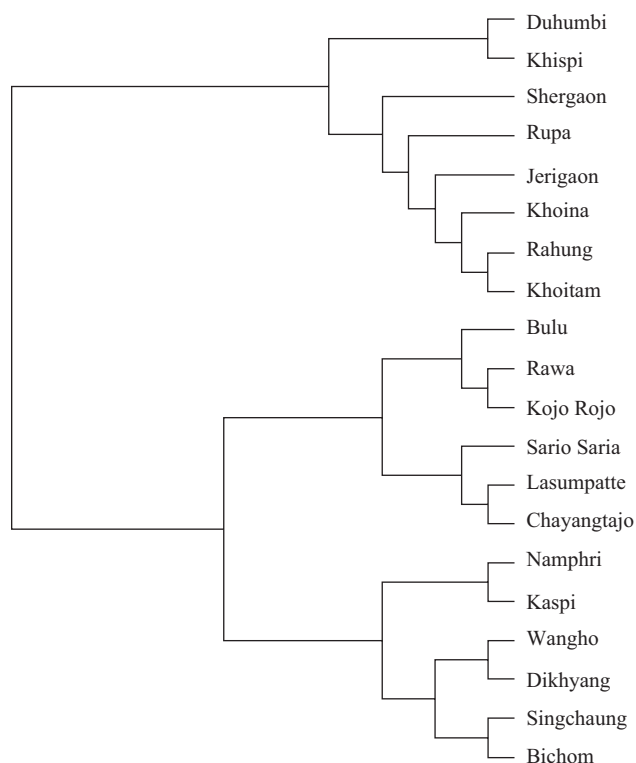 Duhumbi
Khispi
Shergaon
Rupa
Jerigaon
Khoina
Rahung
Khoitam
Bulu
Rawa
Kojo Rojo
Sario Saria
Lasumpatte
Chayangtajo
Namphri
Kaspi
Wangho
Dikhyang
Singchaung
Bichom